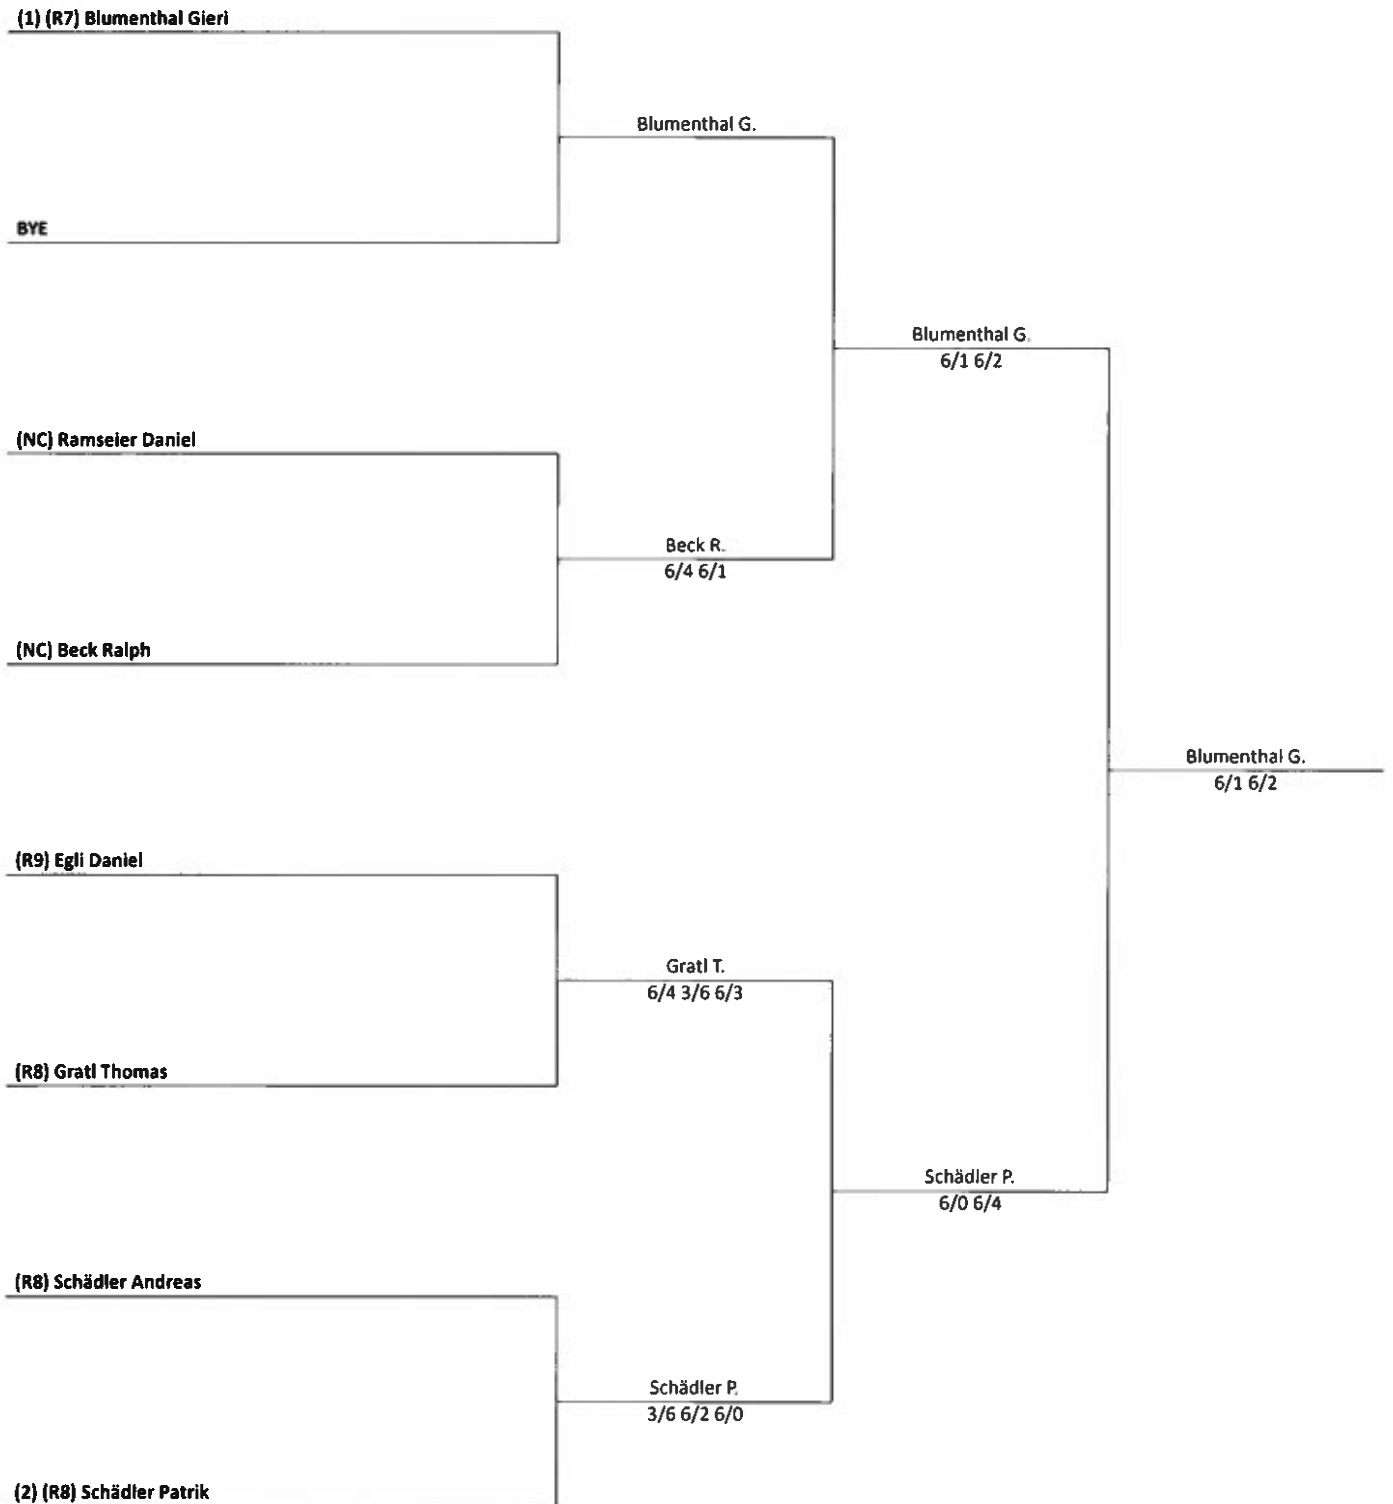 (1) (R7) Blumenthal Gieri
Blumenthal G.
BYE
Blumenthal G.
6/1 6/2
(NC) Ramseier Daniel
Beck R.
6/4 6/1
(NC) Beck Ralph
Blumenthal G.
6/1 6/2
(R9) Egli Daniel
Gratl T.
6/4 3/6 6/3
(R8) Gratl Thomas
Schädler P.
6/0 6/4
(R8) Schädler Andreas
Schädler P.
3/6 6/2 6/0
(2) (R8) Schädler Patrik